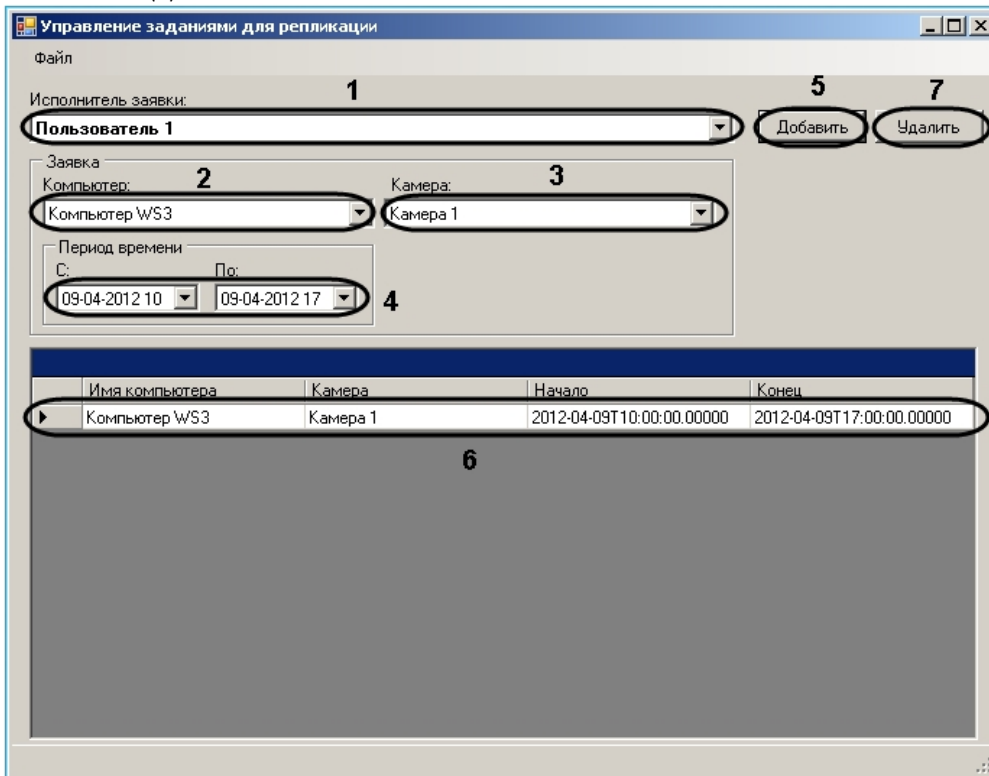 Управление заданиями для репликации
Файл
1
5
7
Исполнитель заявки:
Пользователь 1
Добавить
Удалить
Заявка
2
3
Компьютер:
Камера:
Компьютер WS3
Камера 1
Период времени
С:
По:
09-04-2012 10
09-04-2012 17
4
Имя компьютера
Камера
Начало
Конец
Компьютер WS3
Камера 1
2012-04-09T10:00:00.00000
2012-04-09T17:00:00.00000
6